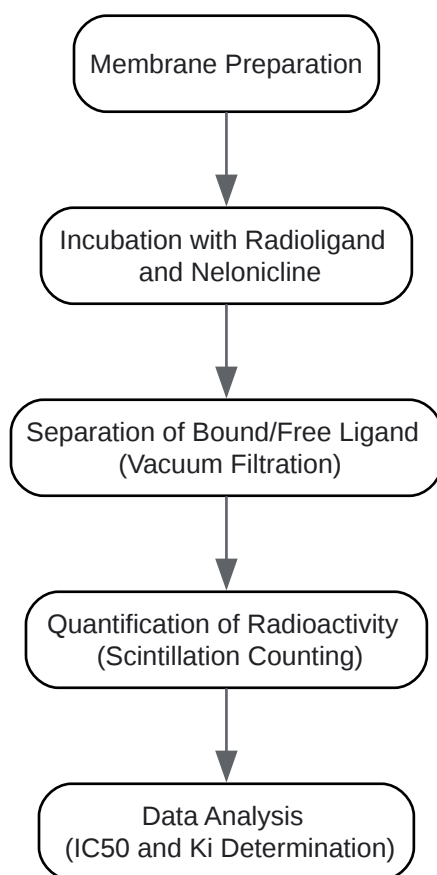 Membrane Preparation
Incubation with Radioligand
and Nelonicline
Separation of Bound/Free Ligand
(Vacuum Filtration)
Quantification of Radioactivity
(Scintillation Counting)
Data Analysis
(IC50 and Ki Determination)